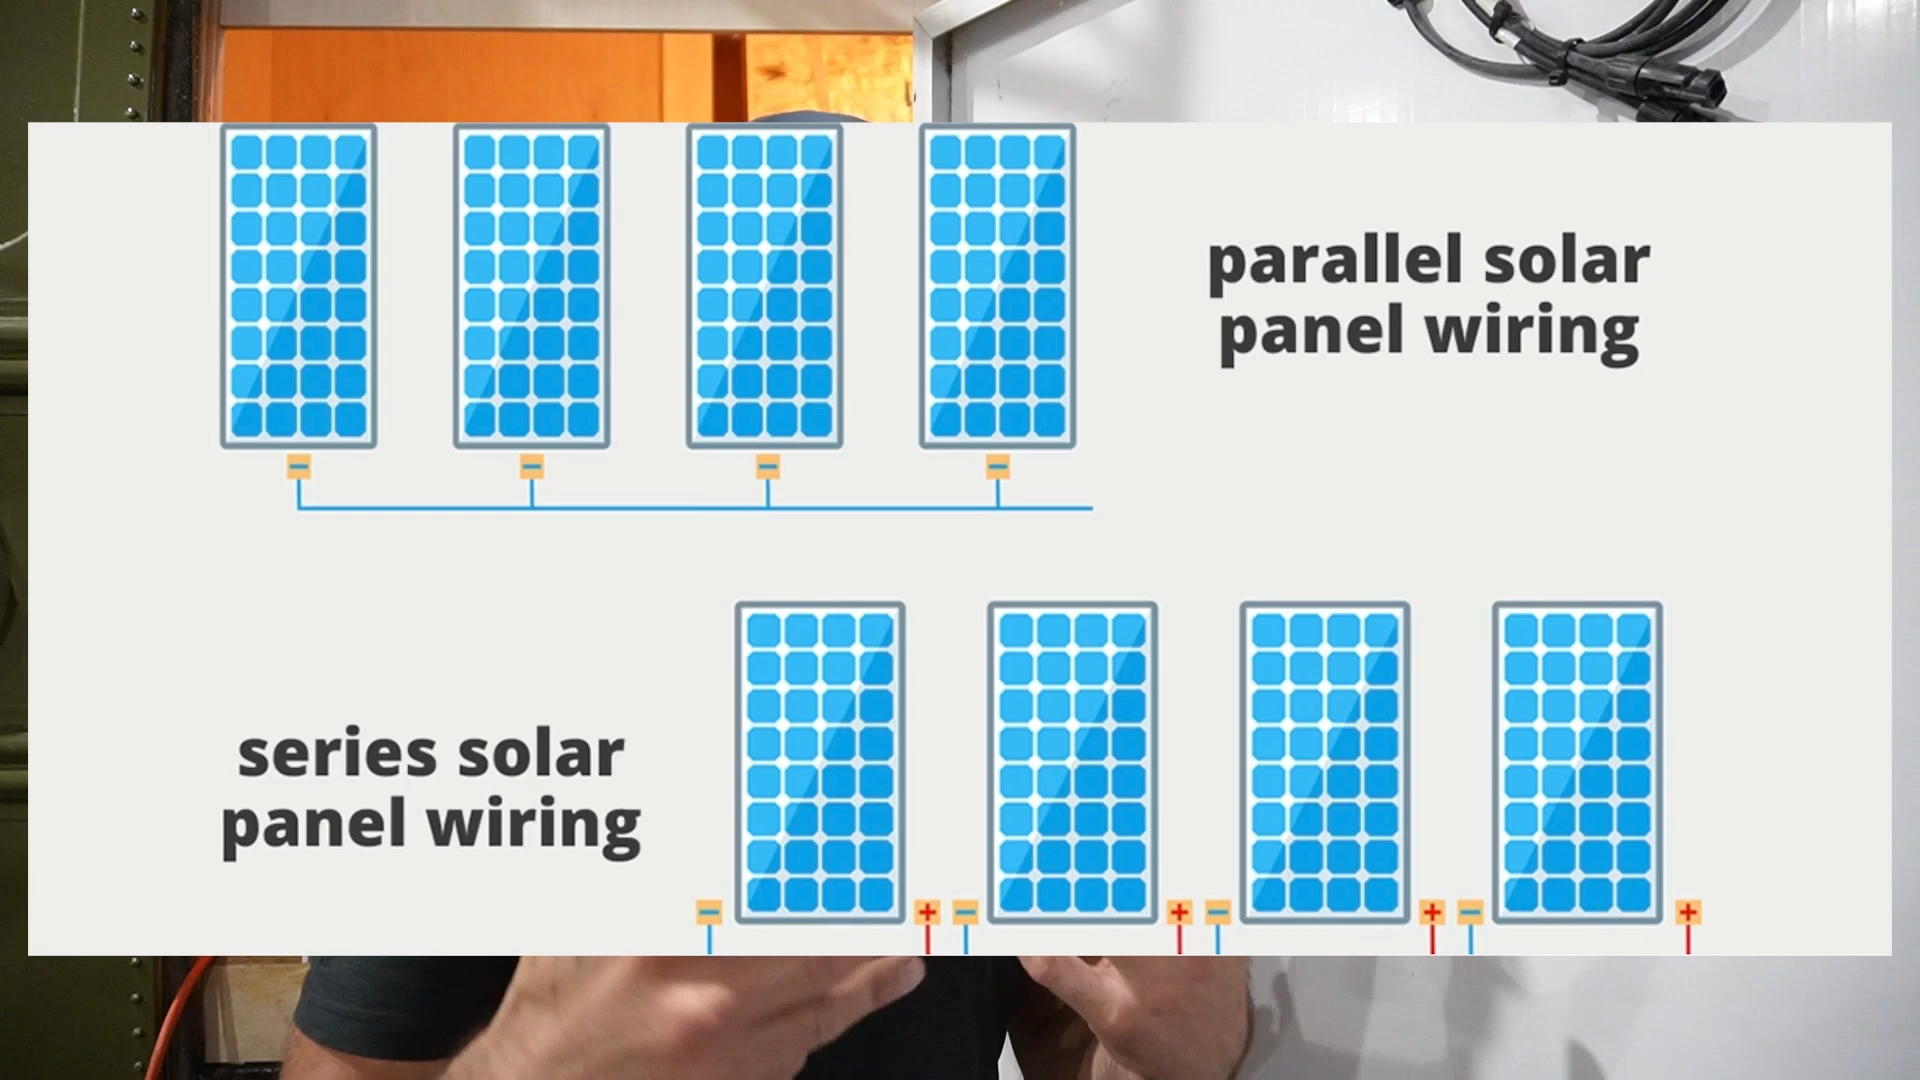 parallel solar
panel wiring
series solar
panel wiring
− − − −
− + − + − + − +